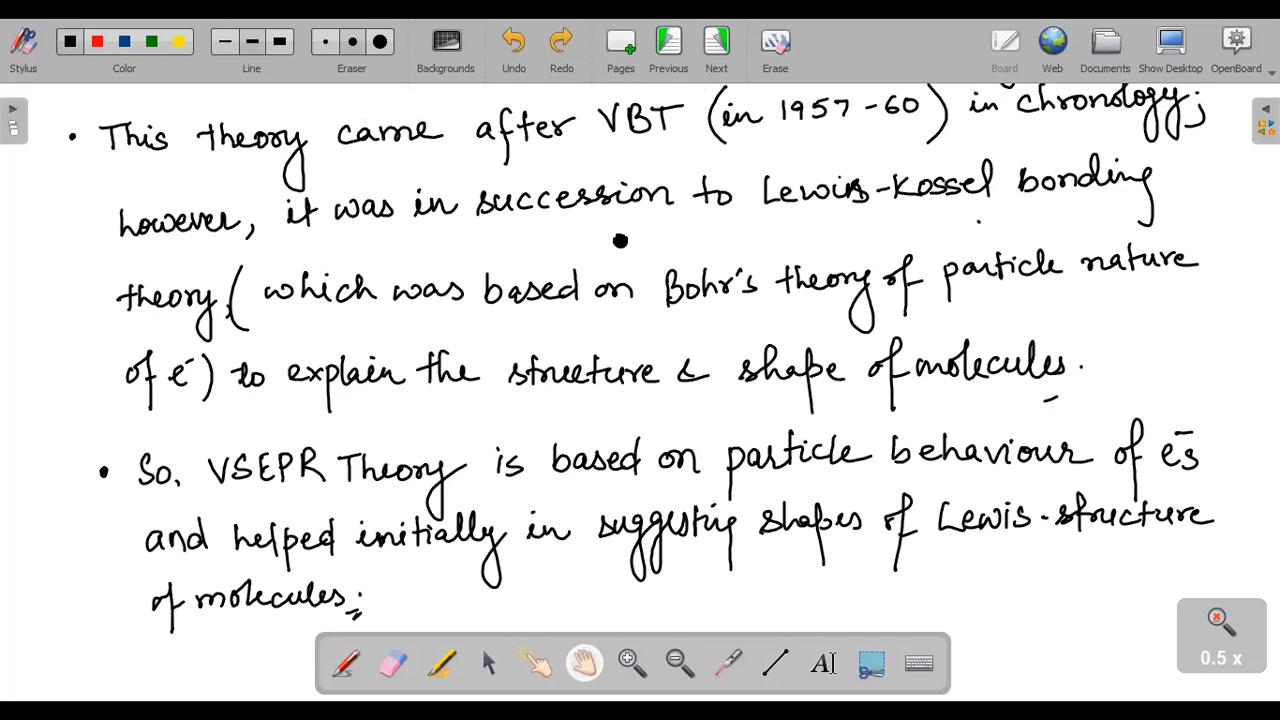 Stylus
Color
Line
Eraser
Backgrounds
Undo
Redo
Pages
Previous
Next
Erase
Board
Web
Documents
Show Desktop
OpenBoard
• This theory came after VBT (in 1957-60) in chronology;
however, it was in succession to Lewis-Kossel bonding
theory, (which was based on Bohr's theory of particle nature
of e⁻) to explain the structure & shape of molecules.
• So, VSEPR Theory is based on particle behaviour of e⁻s
and helped initially in suggesting shapes of Lewis-structure
of molecules.
0.5 x